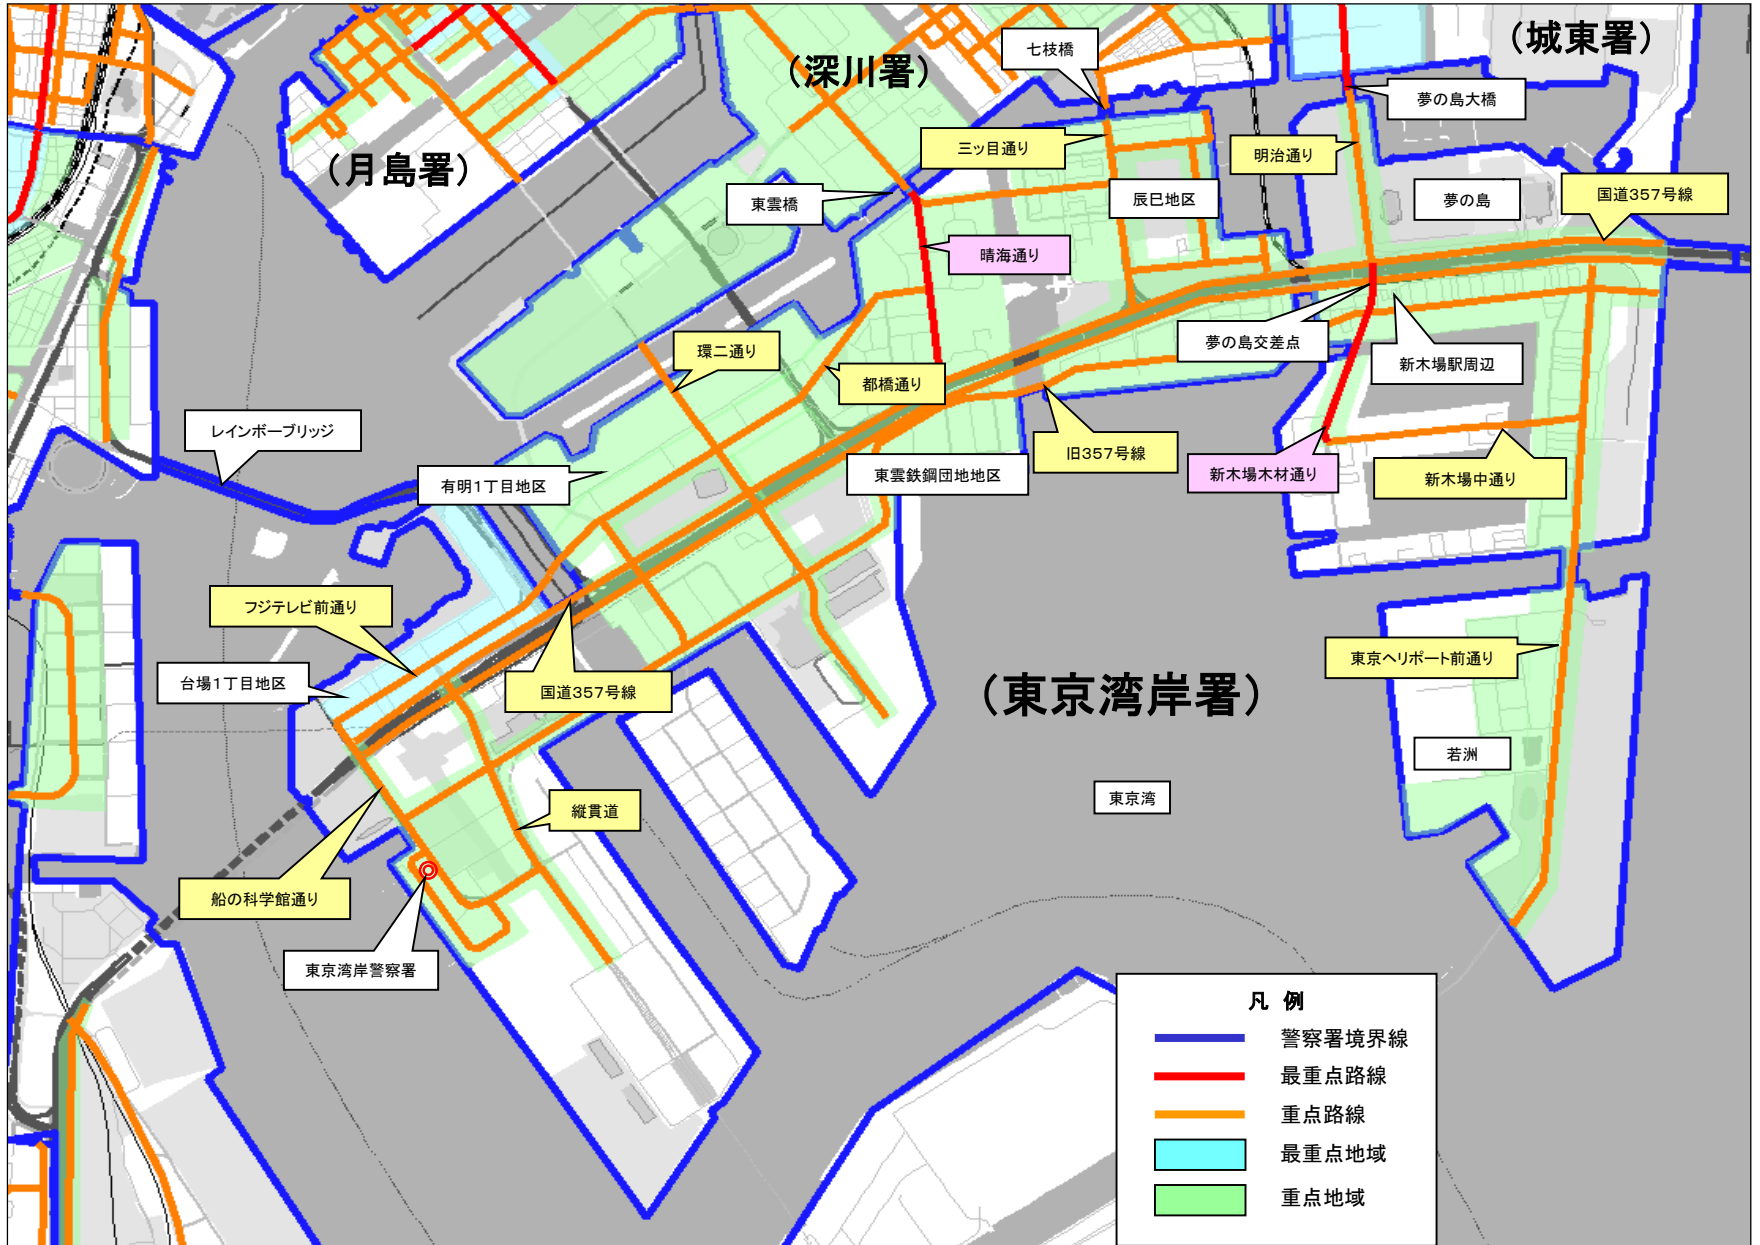 （城東署）
七枝橋
（深川署）
夢の島大橋
三ッ目通り
明治通り
（月島署）
国道357号線
東雲橋
辰巳地区
夢の島
晴海通り
環二通り
夢の島交差点
新木場駅周辺
都橋通り
レインボーブリッジ
旧357号線
有明1丁目地区
東雲鉄鋼団地地区
新木場木材通り
新木場中通り
フジテレビ前通り
東京ヘリポート前通り
台場1丁目地区
国道357号線
（東京湾岸署）
若洲
東京湾
縦貫道
船の科学館通り
東京湾岸警察署
凡 例
警察署境界線
最重点路線
重点路線
最重点地域
重点地域